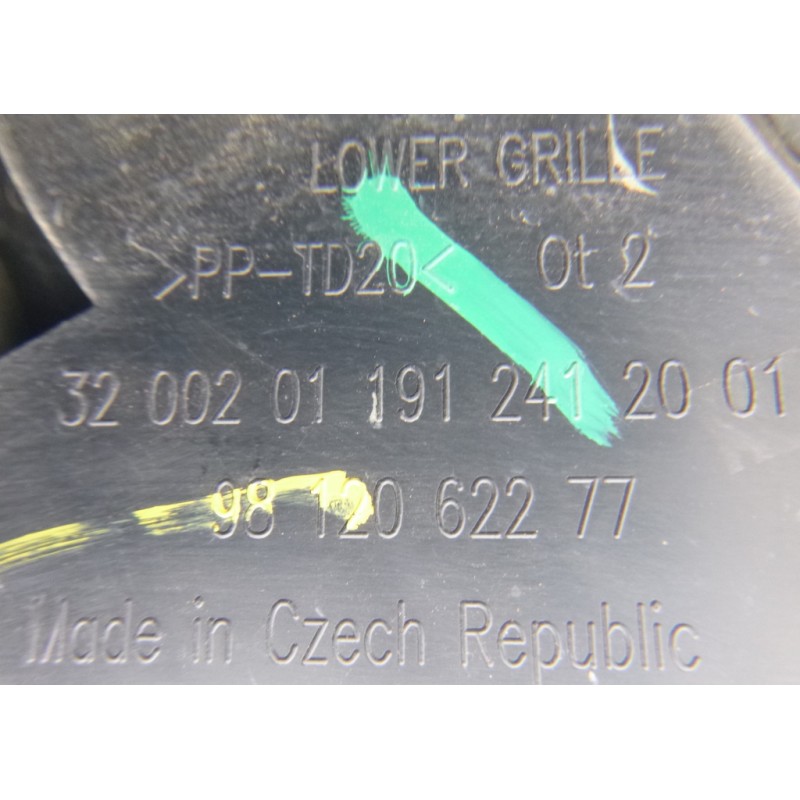 LOWER GRILLE
>PP-TD20< Ot 2
32 002 01 191 241 20 01
98 120 622 77
Made in Czech Republic